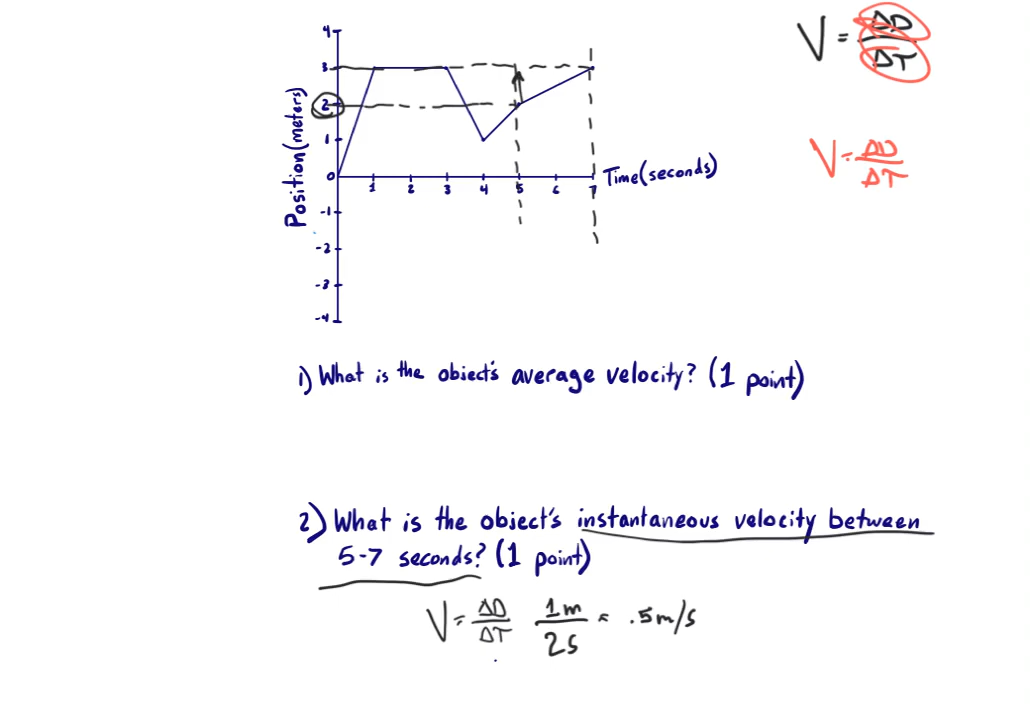 4
V = ΔD
ΔT
3
2
1
0
Position (meters)
1 2 3 4 5 6 7 Time (seconds)
-1
-2
-3
-4
V = ΔD
ΔT
1) What is the object's average velocity? (1 point)
2) What is the object's instantaneous velocity between
5-7 seconds? (1 point)
V = ΔD 1m = .5m/s
ΔT 2s